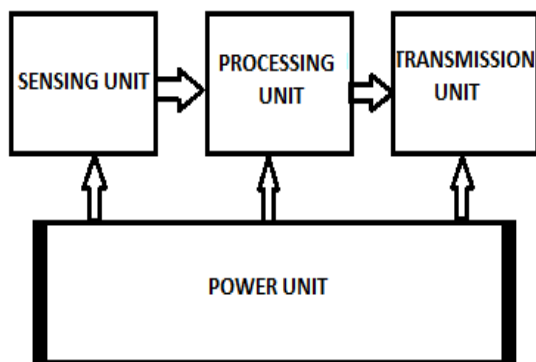 SENSING UNIT
PROCESSING
UNIT
TRANSMISSION
UNIT
POWER UNIT